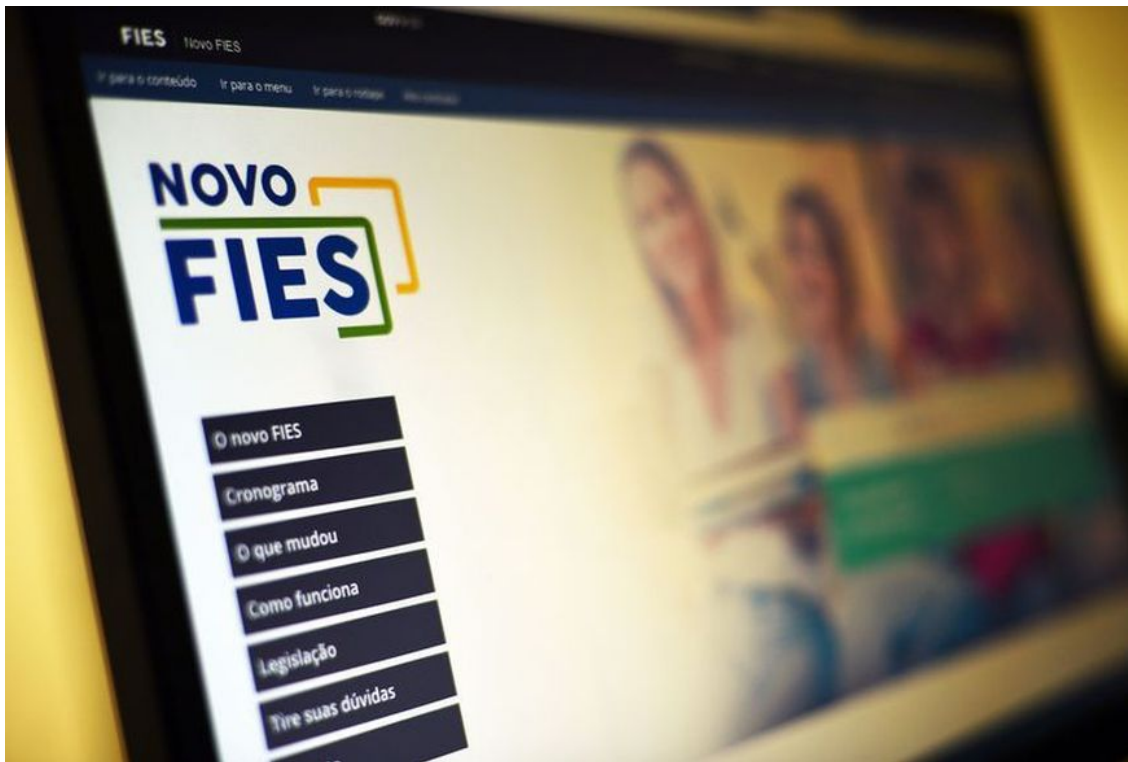 FIES Novo FIES
Ir para o conteúdo Ir para o menu Ir para o rodapé
NOVO
FIES
O novo FIES
Cronograma
O que mudou
Como funciona
Legislação
Tire suas dúvidas